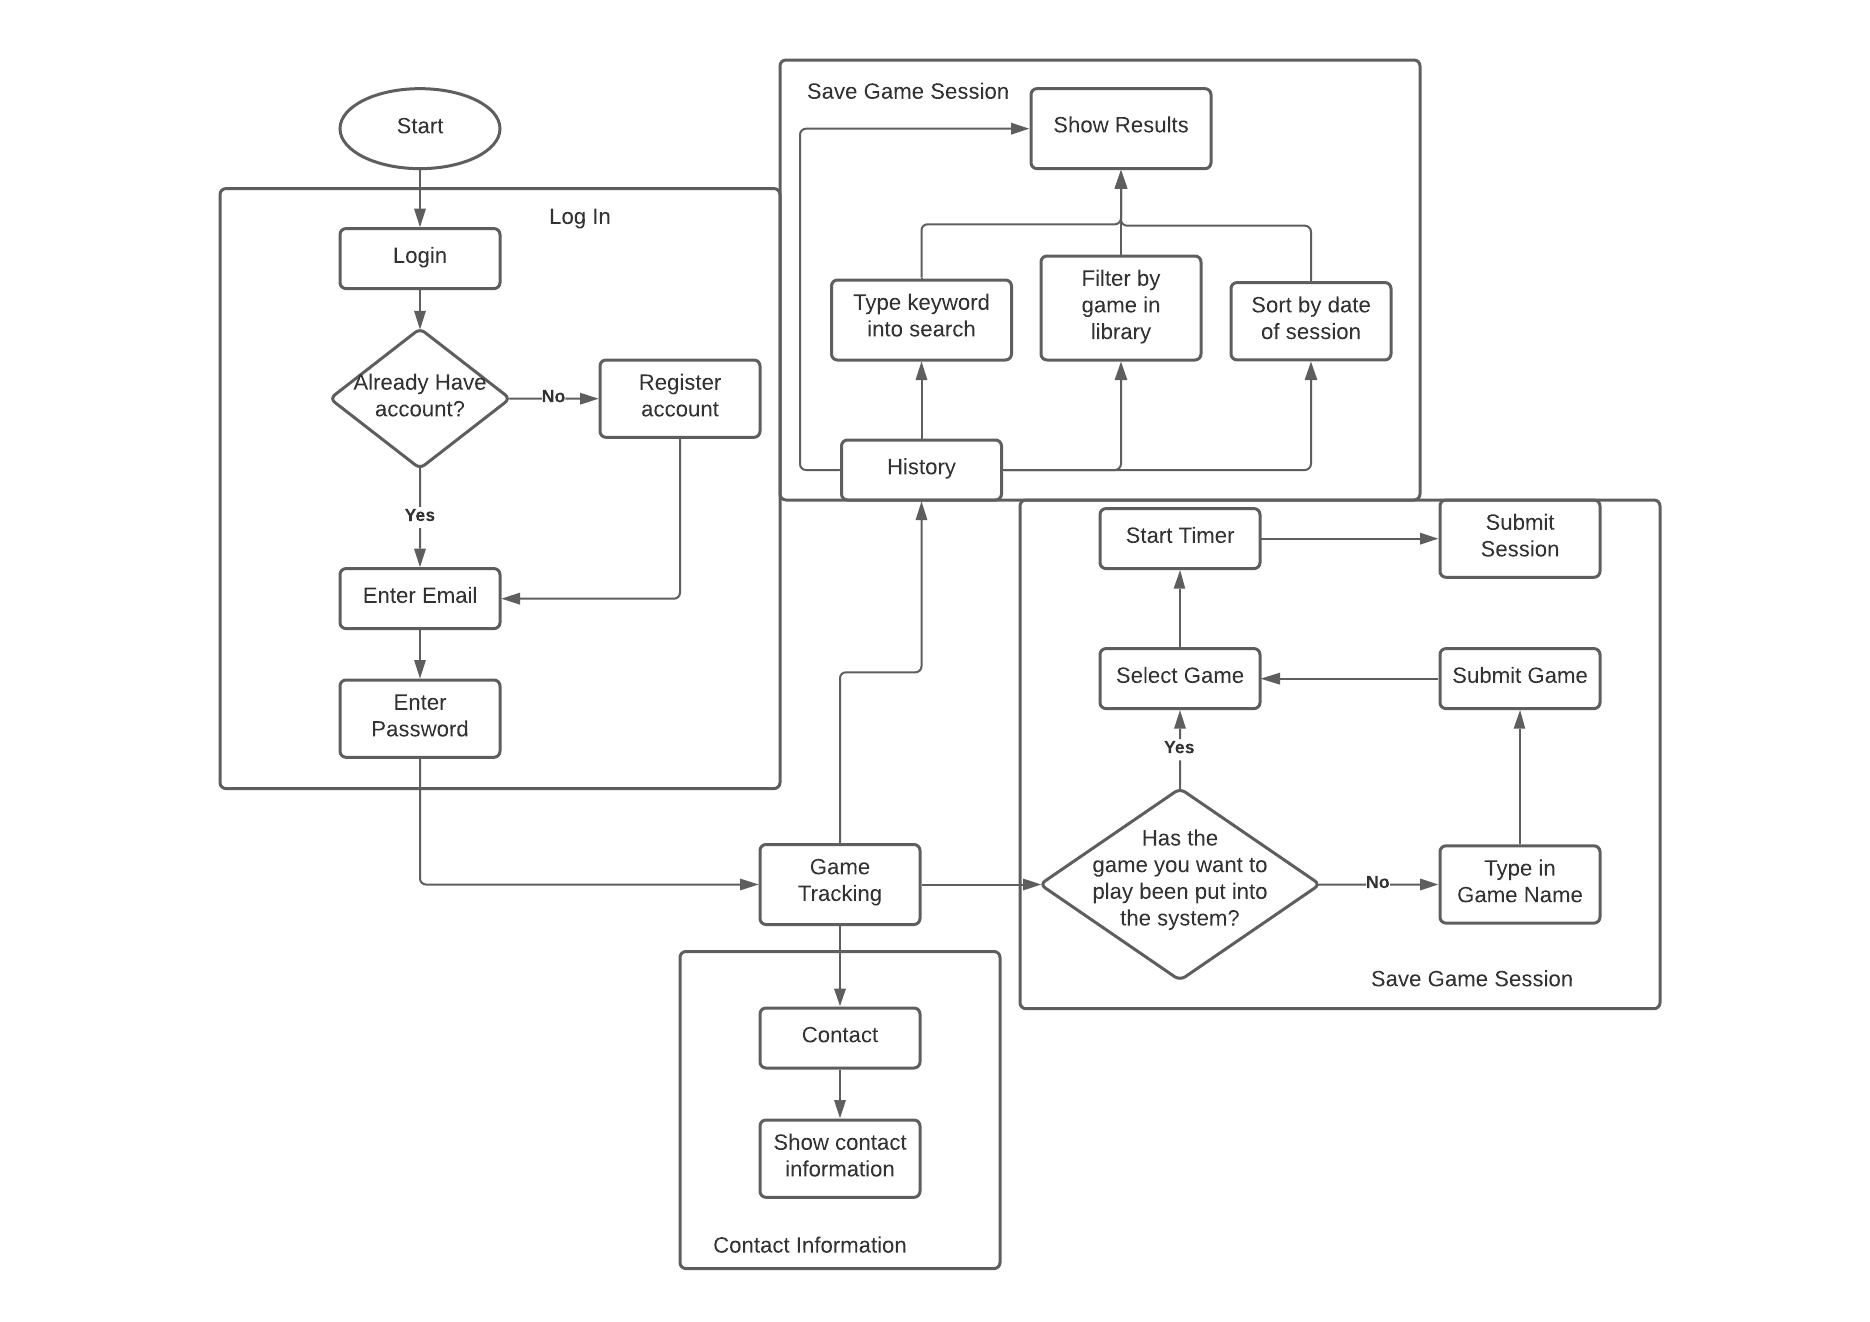 Start
Log In
Login
Already Have
account?
No
Register
account
Yes
Enter Email
Enter
Password
Save Game Session
Show Results
Type keyword
into search
Filter by
game in
library
Sort by date
of session
History
Start Timer
Submit
Session
Select Game
Submit Game
Yes
Has the
game you want to
play been put into
the system?
No
Type in
Game Name
Save Game Session
Game
Tracking
Contact
Show contact
information
Contact Information